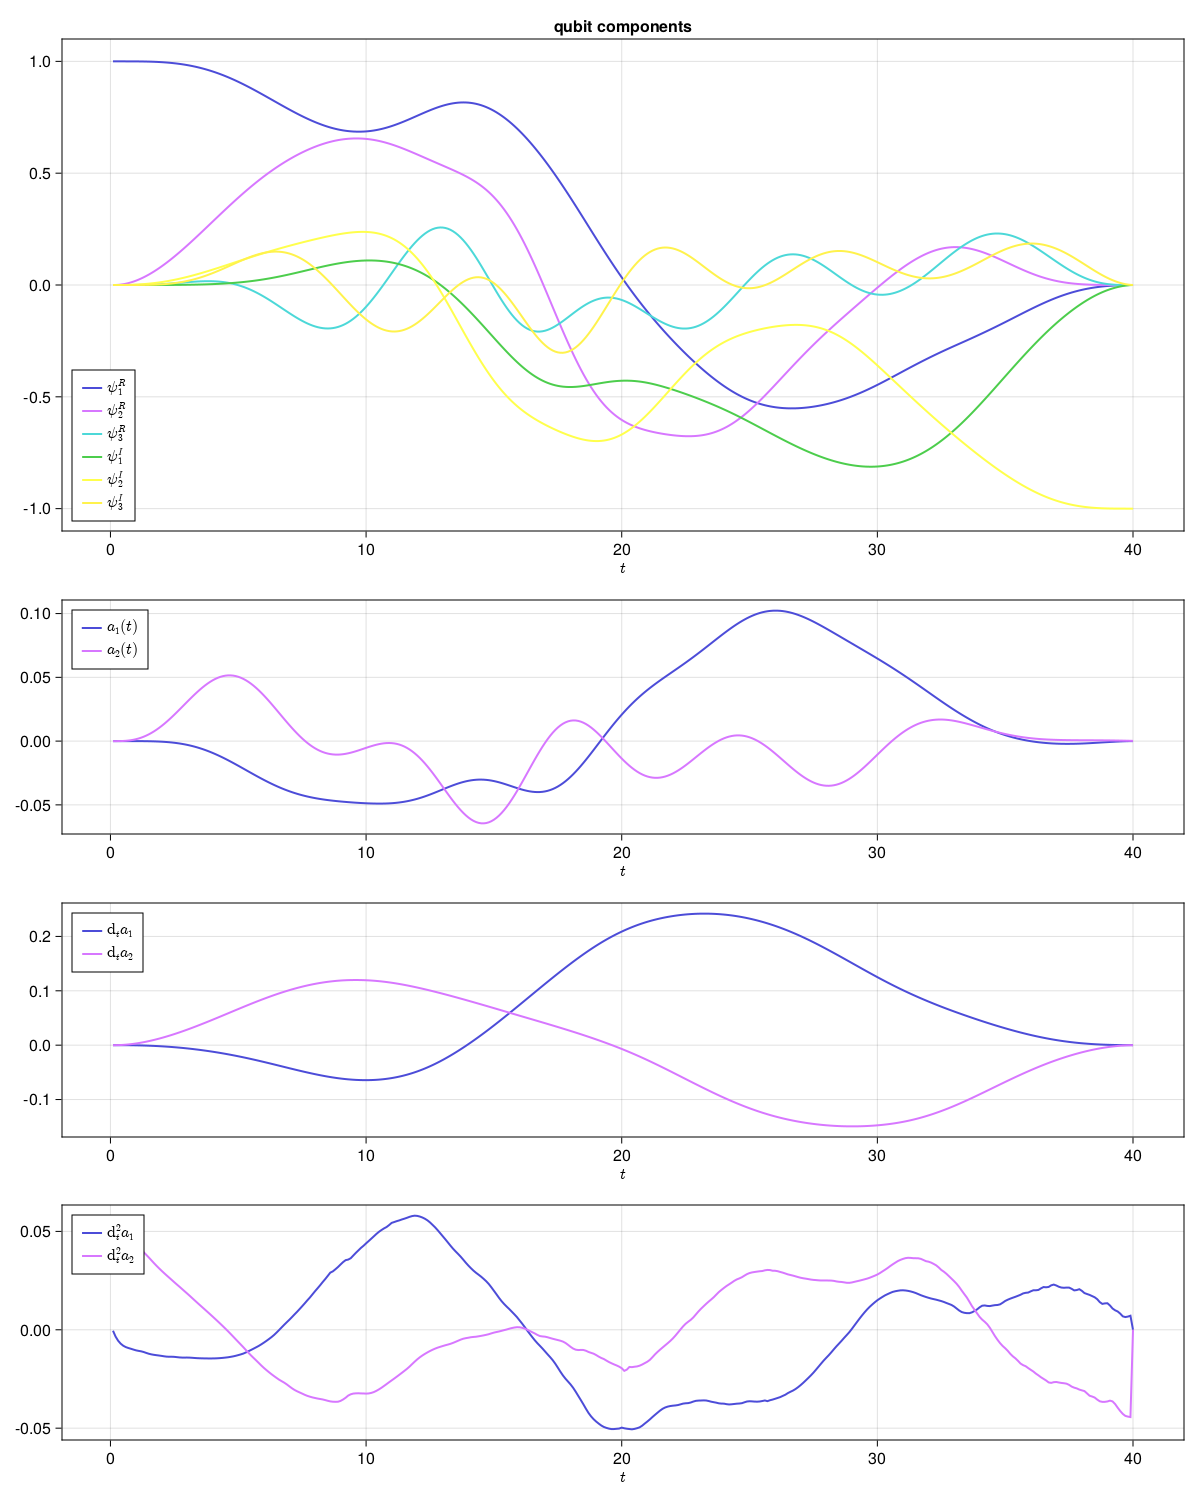 qubit components
1.0
0.5
0.0
-0.5
-1.0
ψ₁ᴿ
ψ₂ᴿ
ψ₃ᴿ
ψ₁ᴵ
ψ₂ᴵ
ψ₃ᴵ
0 10 20 30 40
t
0.10
0.05
0.00
-0.05
a₁(t)
a₂(t)
0 10 20 30 40
t
0.2
0.1
0.0
-0.1
dₜa₁
dₜa₂
0 10 20 30 40
t
0.05
0.00
-0.05
dₜ²a₁
dₜ²a₂
0 10 20 30 40
t